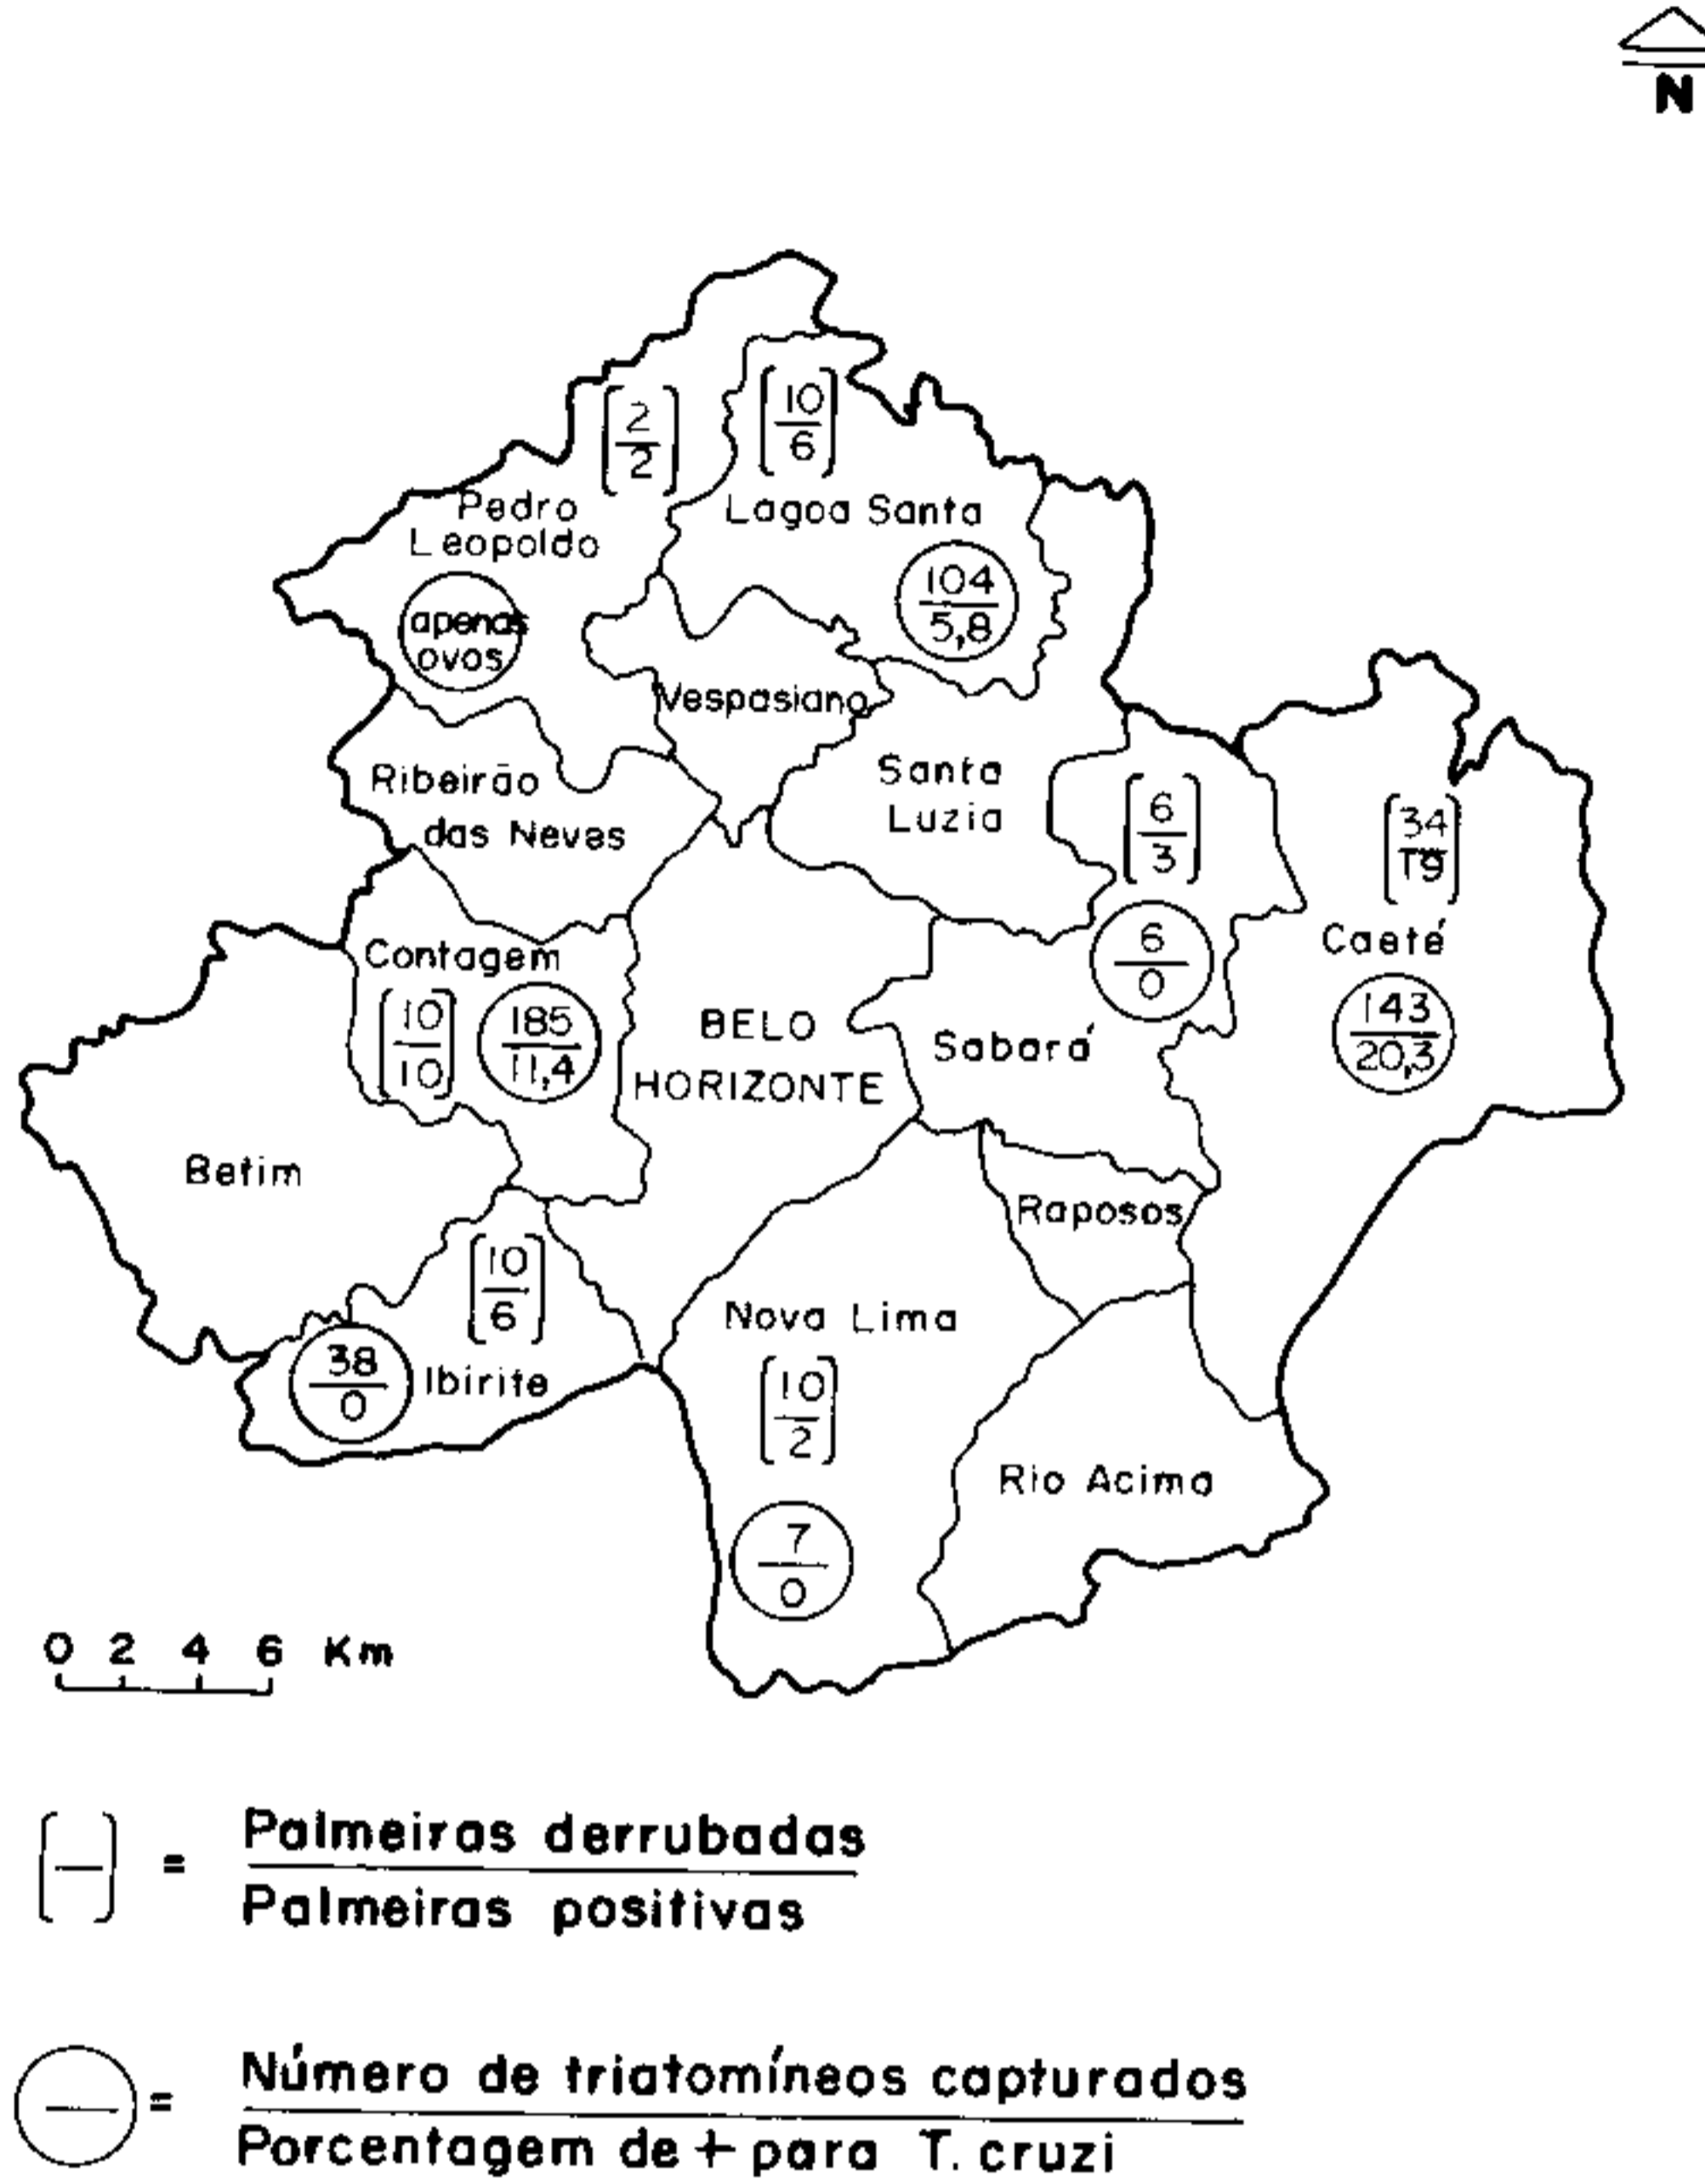 N
2
2
10
6
Pedro
Leopoldo
Lagoa Santa
apenas
ovos
104
5,8
Vespasiano
Ribeirão
das Neves
Santa
Luzia
6
3
34
19
Caeté
6
0
143
20,3
Contagem
10
10
185
11,4
BELO
HORIZONTE
Sabará
Betim
Raposos
10
6
38
0
Ibirite
Nova Lima
10
2
Rio Acima
7
0
0 2 4 6 Km
[—] = Palmeiras derrubadas
Palmeiras positivas
= Número de triatomíneos capturados
Porcentagem de + para T. cruzi